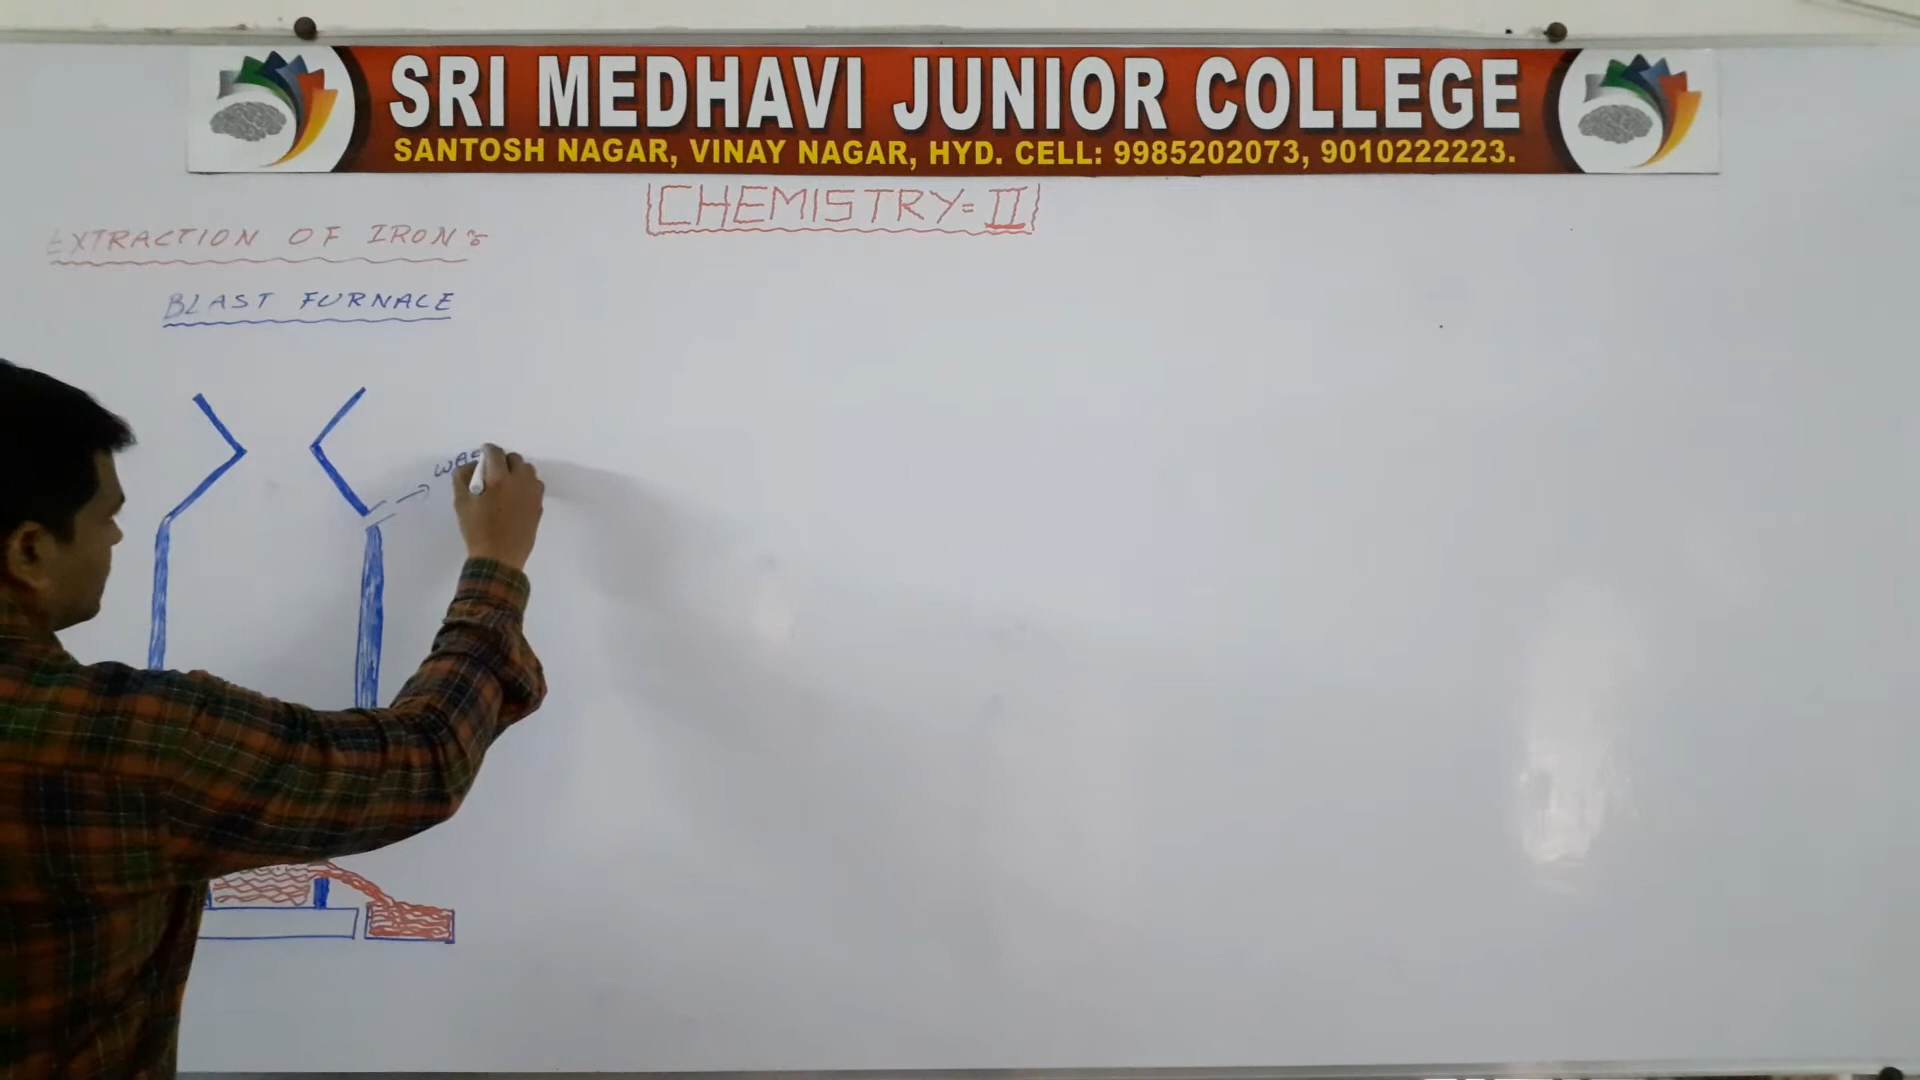 SRI MEDHAVI JUNIOR COLLEGE
SANTOSH NAGAR, VINAY NAGAR, HYD. CELL: 9985202073, 9010222223.
CHEMISTRY=II
EXTRACTION OF IRON:
BLAST FURNACE